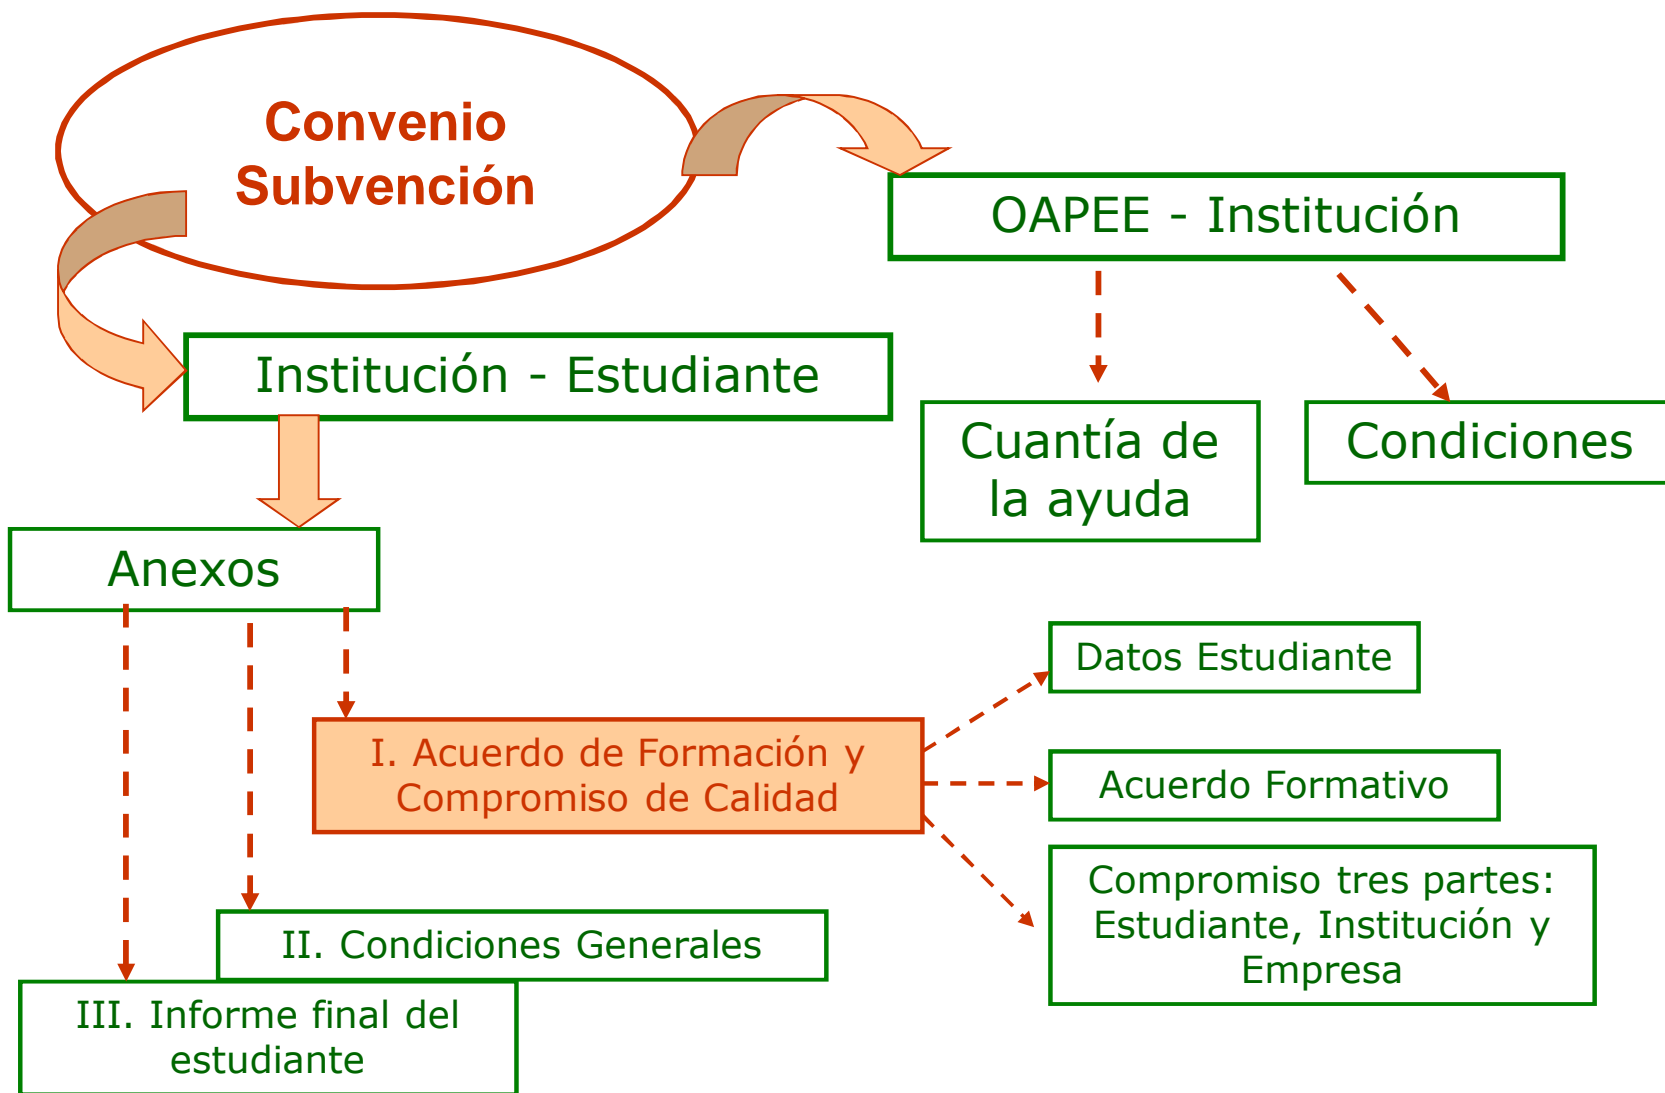 Convenio
Subvención
OAPEE - Institución
Institución - Estudiante
Cuantía de
la ayuda
Condiciones
Anexos
Datos Estudiante
I. Acuerdo de Formación y
Compromiso de Calidad
Acuerdo Formativo
Compromiso tres partes:
Estudiante, Institución y
Empresa
II. Condiciones Generales
III. Informe final del
estudiante